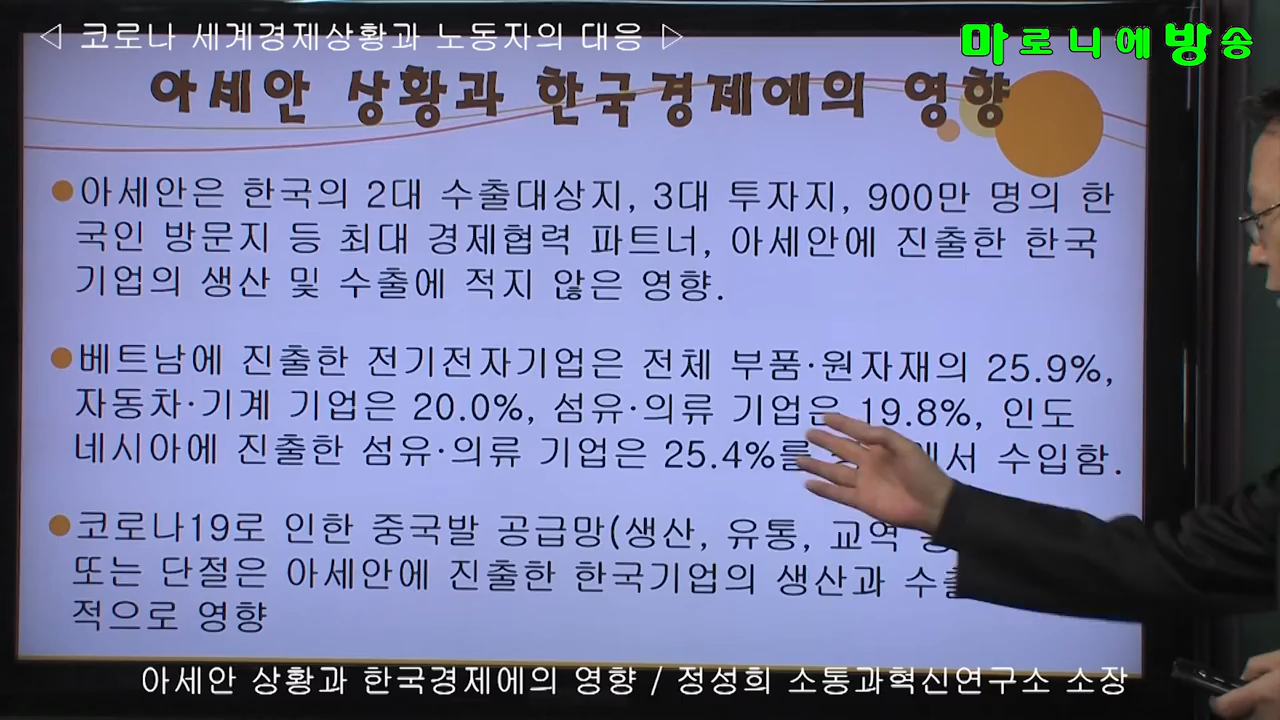 ◁ 코로나 세계경제상황과 노동자의 대응 ▷
마로니에방송
아세안 상황과 한국경제에의 영향
●아세안은 한국의 2대 수출대상지, 3대 투자지, 900만 명의 한
국인 방문지 등 최대 경제협력 파트너, 아세안에 진출한 한국
기업의 생산 및 수출에 적지 않은 영향.
●베트남에 진출한 전기전자기업은 전체 부품·원자재의 25.9%,
자동차·기계 기업은 20.0%, 섬유·의류 기업은 19.8%, 인도
네시아에 진출한 섬유·의류 기업은 25.4%를 수입함.
●코로나19로 인한 중국발 공급망(생산, 유통, 교역
또는 단절은 아세안에 진출한 한국기업의 생산과
적으로 영향
아세안 상황과 한국경제에의 영향 / 정성희 소통과혁신연구소 소장